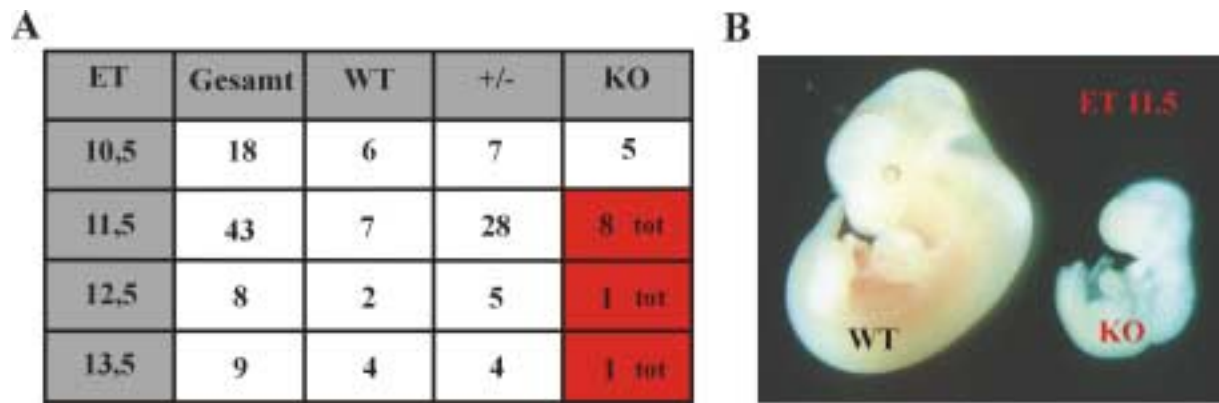 A
ET Gesamt WT +/- KO
10,5 18 6 7 5
11,5 43 7 28 8 tot
12,5 8 2 5 1 tot
13,5 9 4 4 1 tot
B
ET 11.5
WT
KO